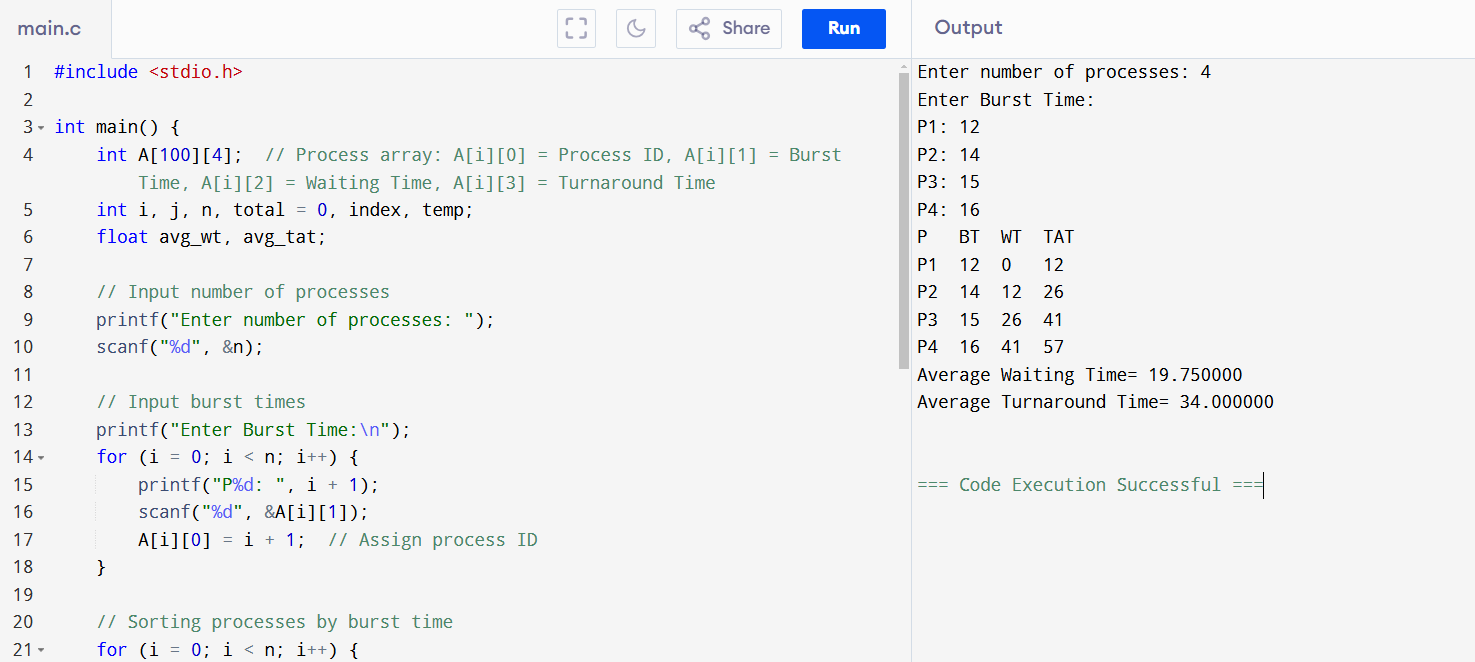 main.c
Share
Run
Output
1 #include <stdio.h>
2
3 int main() {
4     int A[100][4];  // Process array: A[i][0] = Process ID, A[i][1] = Burst
        Time, A[i][2] = Waiting Time, A[i][3] = Turnaround Time
5     int i, j, n, total = 0, index, temp;
6     float avg_wt, avg_tat;
7
8     // Input number of processes
9     printf("Enter number of processes: ");
10     scanf("%d", &n);
11
12     // Input burst times
13     printf("Enter Burst Time:\n");
14     for (i = 0; i < n; i++) {
15         printf("P%d: ", i + 1);
16         scanf("%d", &A[i][1]);
17         A[i][0] = i + 1;  // Assign process ID
18     }
19
20     // Sorting processes by burst time
21     for (i = 0; i < n; i++) {
Enter number of processes: 4
Enter Burst Time:
P1: 12
P2: 14
P3: 15
P4: 16
P   BT  WT  TAT
P1  12  0   12
P2  14  12  26
P3  15  26  41
P4  16  41  57
Average Waiting Time= 19.750000
Average Turnaround Time= 34.000000
=== Code Execution Successful ===